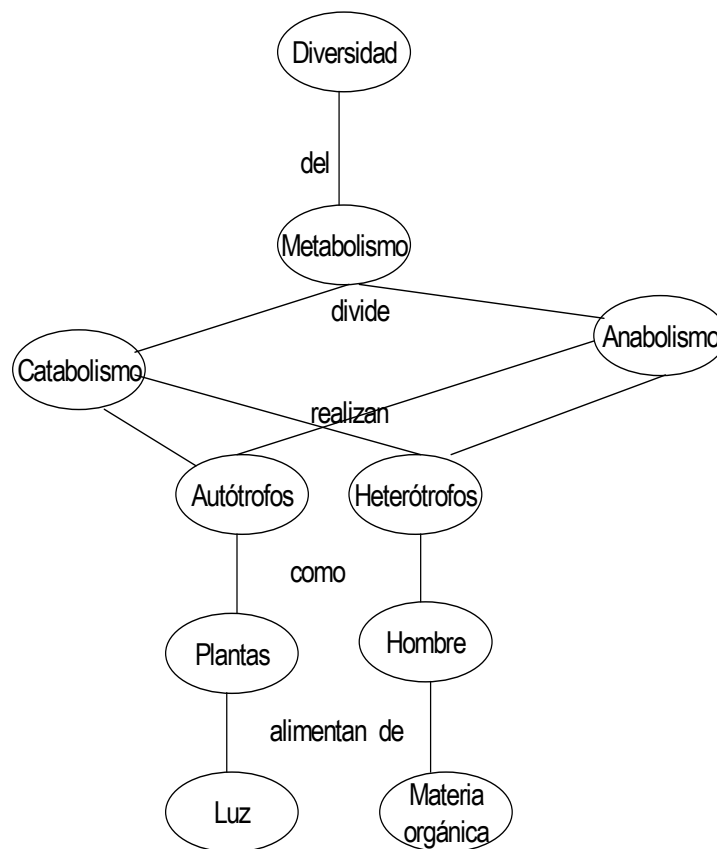 Diversidad
del
Metabolismo
divide
Catabolismo
Anabolismo
realizan
Autótrofos
Heterótrofos
como
Plantas
Hombre
alimentan de
Luz
Materia
orgánica